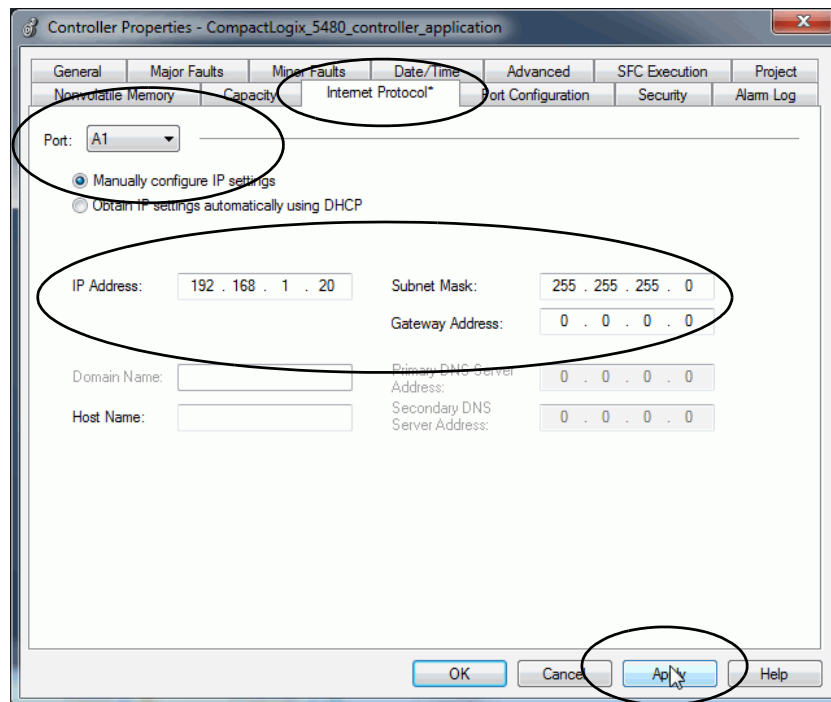 Controller Properties - CompactLogix_5480_controller_application
General Major Faults Minor Faults Date/Time Advanced SFC Execution Project
Nonvolatile Memory Capacity Internet Protocol* Port Configuration Security Alarm Log
Port: A1
Manually configure IP settings
Obtain IP settings automatically using DHCP
IP Address: 192 . 168 . 1 . 20 Subnet Mask: 255 . 255 . 255 . 0
Gateway Address: 0 . 0 . 0 . 0
Domain Name: Primary DNS Server Address: 0 . 0 . 0 . 0
Host Name: Secondary DNS Server Address: 0 . 0 . 0 . 0
OK Cancel Apply Help